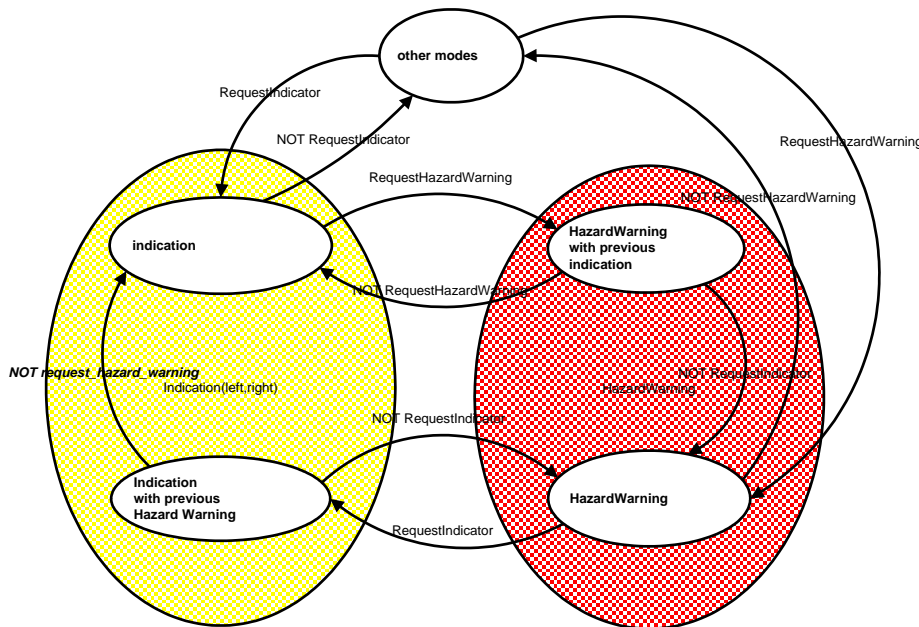 other modes
RequestIndicator
NOT RequestIndicator
RequestHazardWarning
RequestHazardWarning
NOT RequestHazardWarning
indication
HazardWarning
with previous
indication
NOT RequestHazardWarning
NOT request_hazard_warning
Indication(left,right)
NOT RequestIndicator
HazardWarning
NOT RequestIndicator
Indication
with previous
Hazard Warning
HazardWarning
RequestIndicator